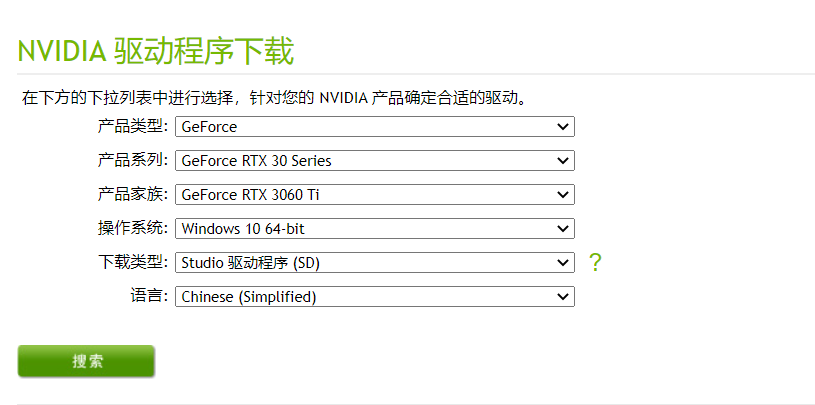 NVIDIA 驱动程序下载
在下方的下拉列表中进行选择，针对您的 NVIDIA 产品确定合适的驱动。
产品类型: GeForce
产品系列: GeForce RTX 30 Series
产品家族: GeForce RTX 3060 Ti
操作系统: Windows 10 64-bit
下载类型: Studio 驱动程序 (SD) ?
语言: Chinese (Simplified)
搜索